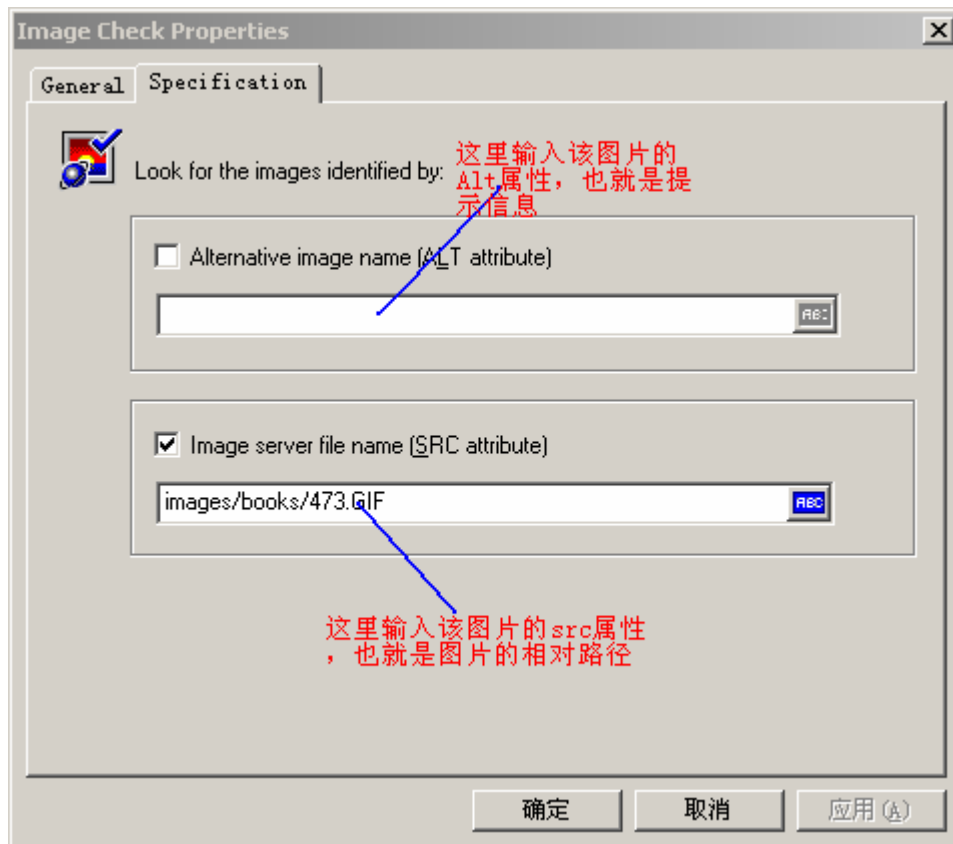 Image Check Properties
General
Specification
这里输入该图片的
Look for the images identified by:
Alt属性，也就是提
示信息
Alternative image name (ALT attribute)
ABC
Image server file name (SRC attribute)
images/books/473.GIF
ABC
这里输入该图片的src属性
，也就是图片的相对路径
确定
取消
应用(A)